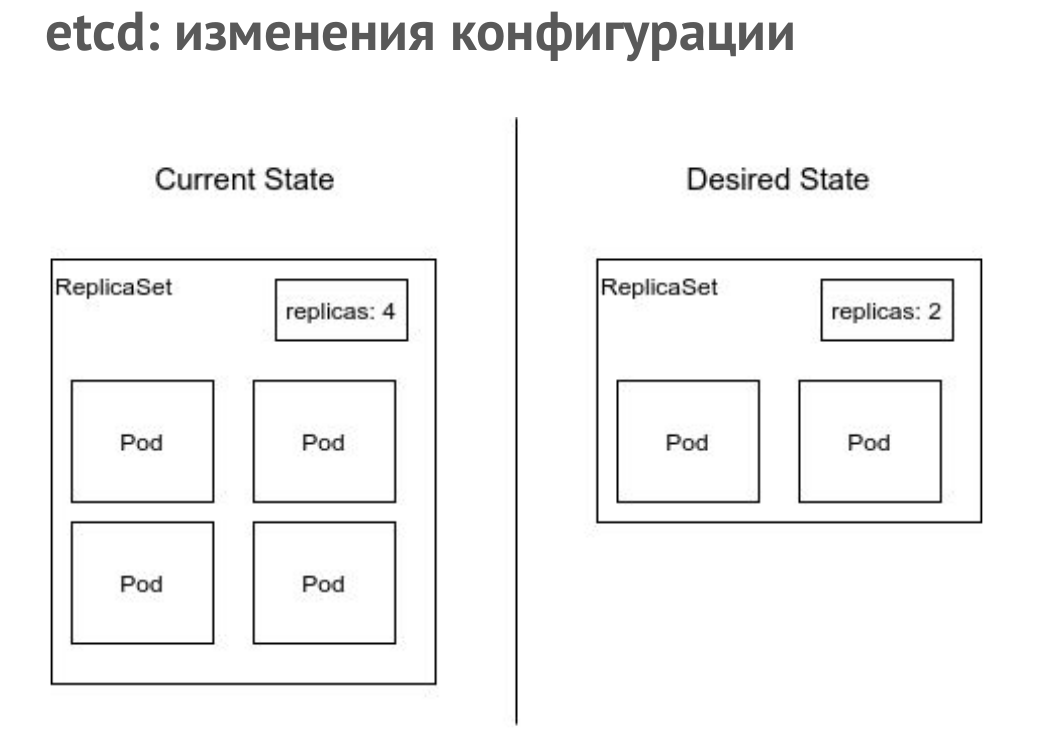 etcd: изменения конфигурации
Current State
ReplicaSet
replicas: 4
Pod
Pod
Pod
Pod
Desired State
ReplicaSet
replicas: 2
Pod
Pod